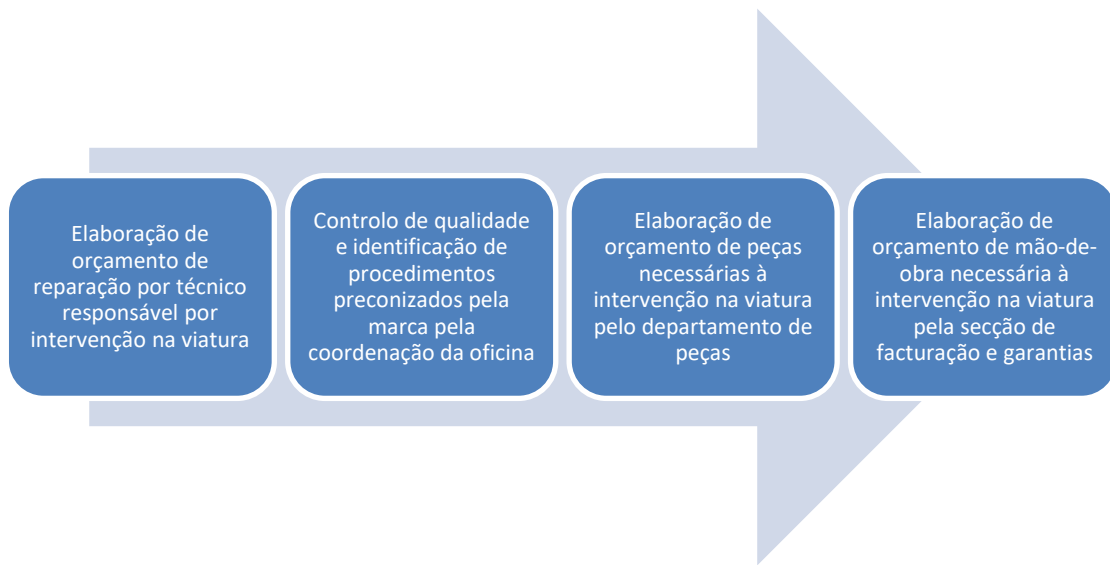 Elaboração de
orçamento de
reparação por técnico
responsável por
intervenção na viatura
Controlo de qualidade
e identificação de
procedimentos
preconizados pela
marca pela
coordenação da oficina
Elaboração de
orçamento de peças
necessárias à
intervenção na viatura
pelo departamento de
peças
Elaboração de
orçamento de mão-de-
obra necessária à
intervenção na viatura
pela secção de
facturação e garantias